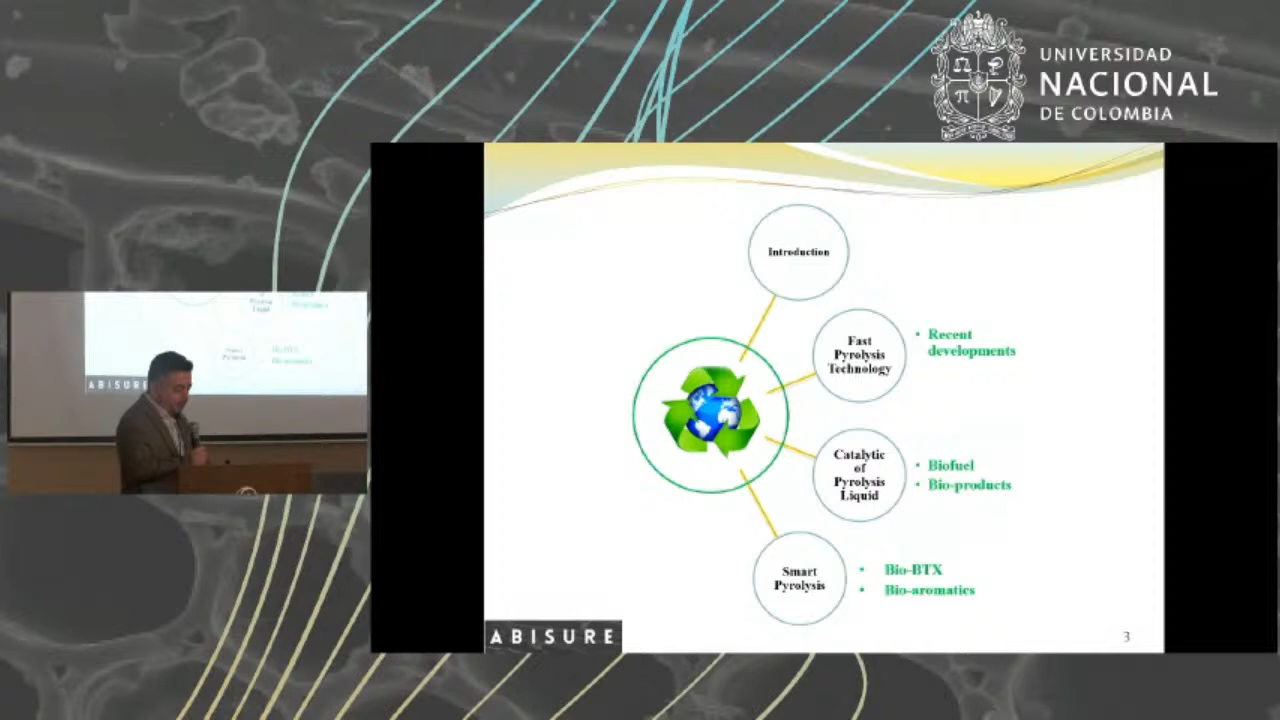 UNIVERSIDAD
NACIONAL
DE COLOMBIA
Introduction
Fast
Pyrolysis
Technology
• Recent
developments
Catalytic
of
Pyrolysis
Liquid
• Biofuel
• Bio-products
Smart
Pyrolysis
• Bio-BTX
• Bio-aromatics
ABISURE
3
ABISURE